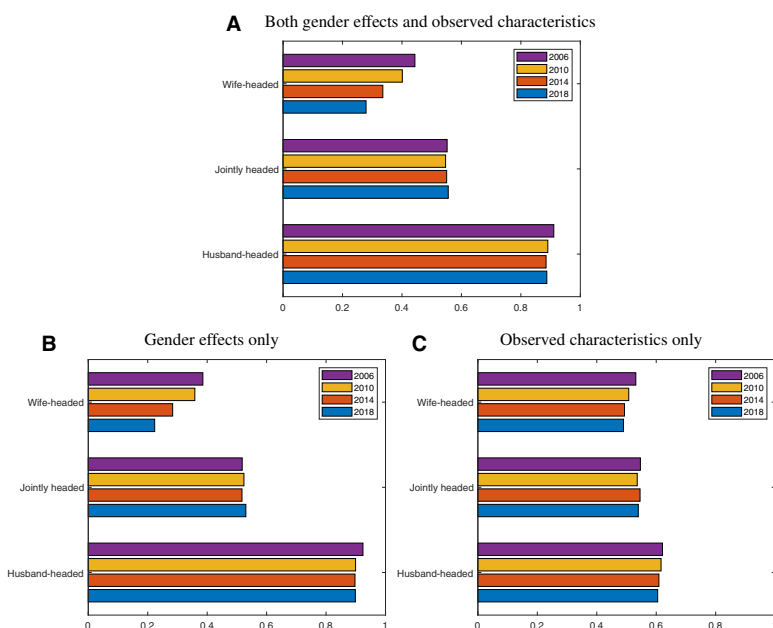 A Both gender effects and observed characteristics
2006
2010
2014
2018
Wife-headed
Jointly headed
Husband-headed
0 0.2 0.4 0.6 0.8 1
B Gender effects only
2006
2010
2014
2018
Wife-headed
Jointly headed
Husband-headed
0 0.2 0.4 0.6 0.8 1
C Observed characteristics only
2006
2010
2014
2018
Wife-headed
Jointly headed
Husband-headed
0 0.2 0.4 0.6 0.8